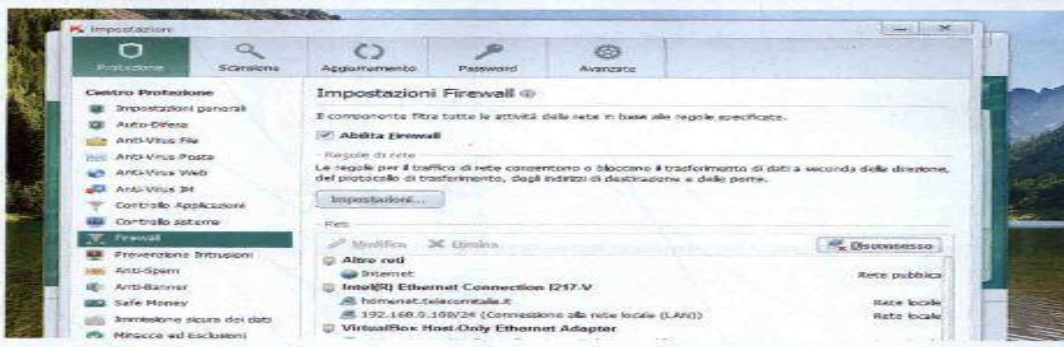 Impostazioni
Protezione Scansione Aggiornamento Password Avanzate
Centro Protezione
Impostazioni generali
Auto-Difesa
Anti-Virus File
Anti-Virus Posta
Anti-Virus Web
Anti-Virus IM
Controllo Applicazioni
Controllo sistema
Firewall
Prevenzione Intrusioni
Anti-Spam
Anti-Banner
Safe Money
Immissione sicura dei dati
Minacce ed Esclusioni
Impostazioni Firewall
Il componente filtra tutte le attività della rete in base alle regole specificate.
Abilita Firewall
Regole di rete
Le regole per il traffico di rete consentono o bloccano il trasferimento di dati a seconda della direzione,
del protocollo di trasferimento, degli indirizzi di destinazione e delle porte.
Impostazioni...
Reti
Modifica Elimina Disconnesso
Altre reti
Internet Rete pubblica
Intel(R) Ethernet Connection I217-V
homenet.telecomitalia.it Rete locale
192.168.0.100/24 (Connessione alla rete locale (LAN)) Rete locale
VirtualBox Host-Only Ethernet Adapter